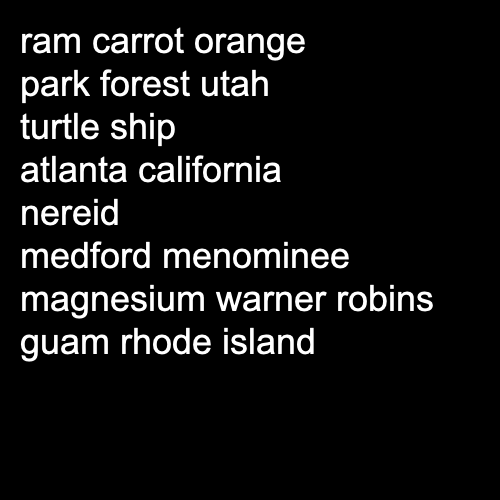 ram carrot orange
park forest utah
turtle ship
atlanta california
nereid
medford menominee
magnesium warner robins
guam rhode island